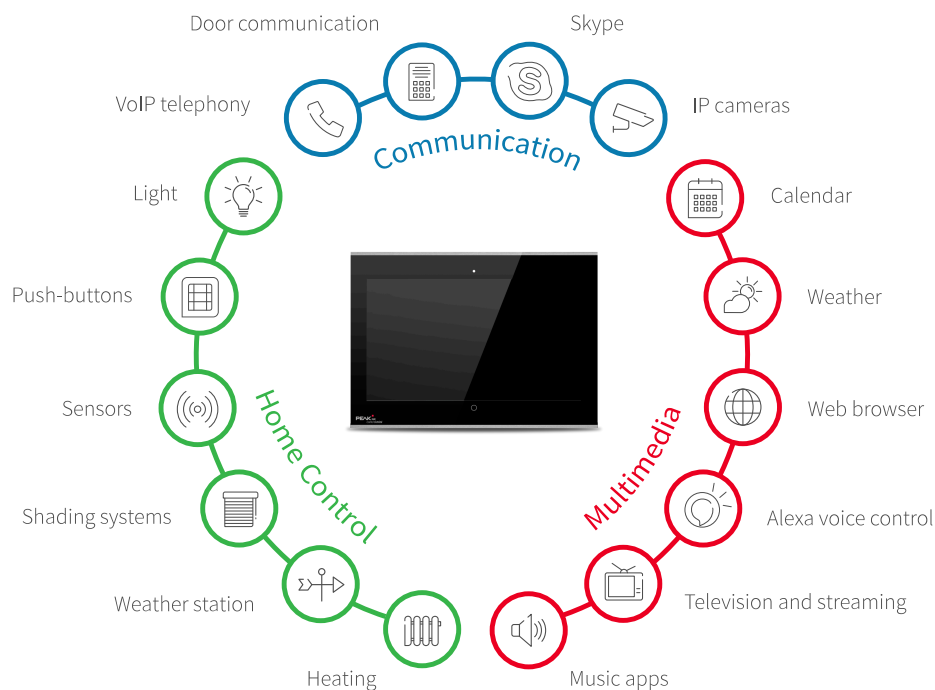 Door communication
Skype
VoIP telephony
IP cameras
Communication
Light
Calendar
Push-buttons
Weather
Sensors
Web browser
Home Control
Multimedia
Shading systems
Alexa voice control
Weather station
Television and streaming
Heating
Music apps
PEAK